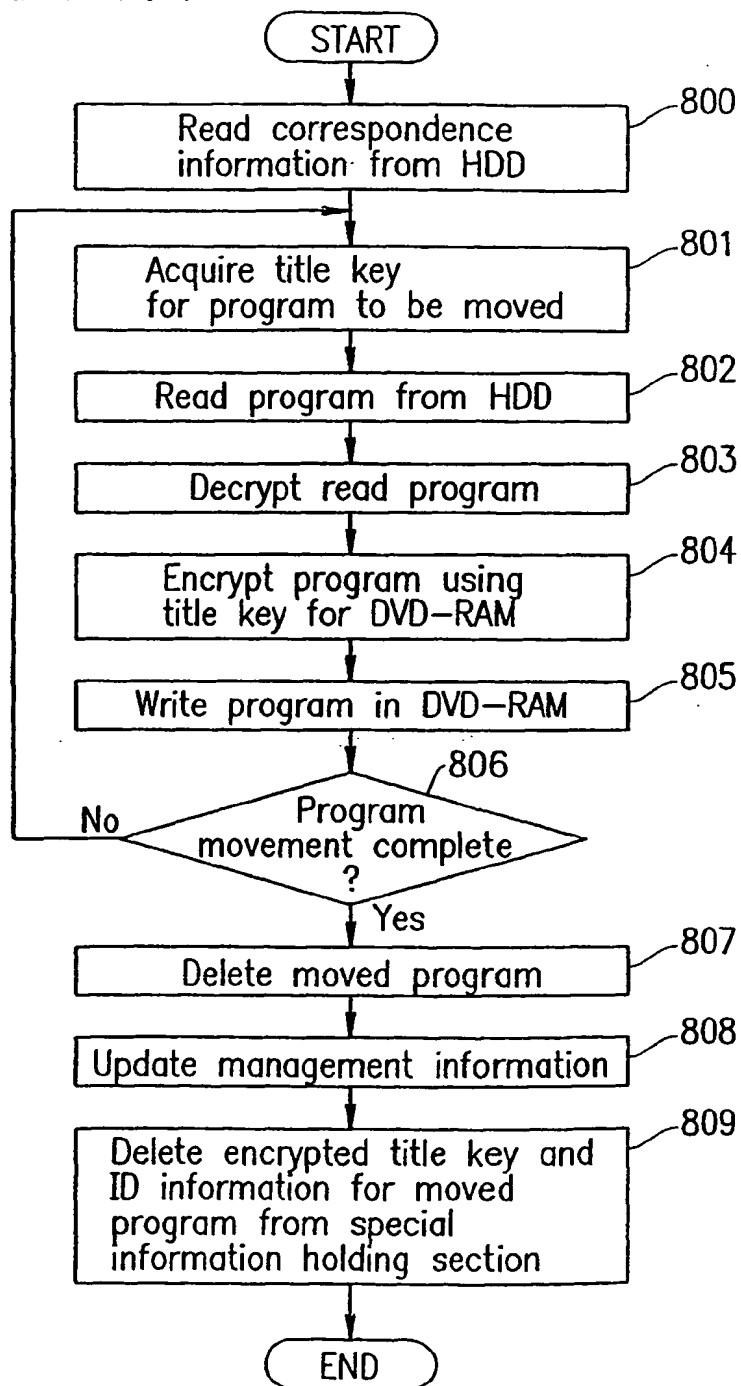 START
800
Read correspondence
information from HDD
801
Acquire title key
for program to be moved
802
Read program from HDD
803
Decrypt read program
804
Encrypt program using
title key for DVD-RAM
805
Write program in DVD-RAM
806
Program
movement complete
?
No
Yes
807
Delete moved program
808
Update management information
809
Delete encrypted title key and
ID information for moved
program from special
information holding section
END